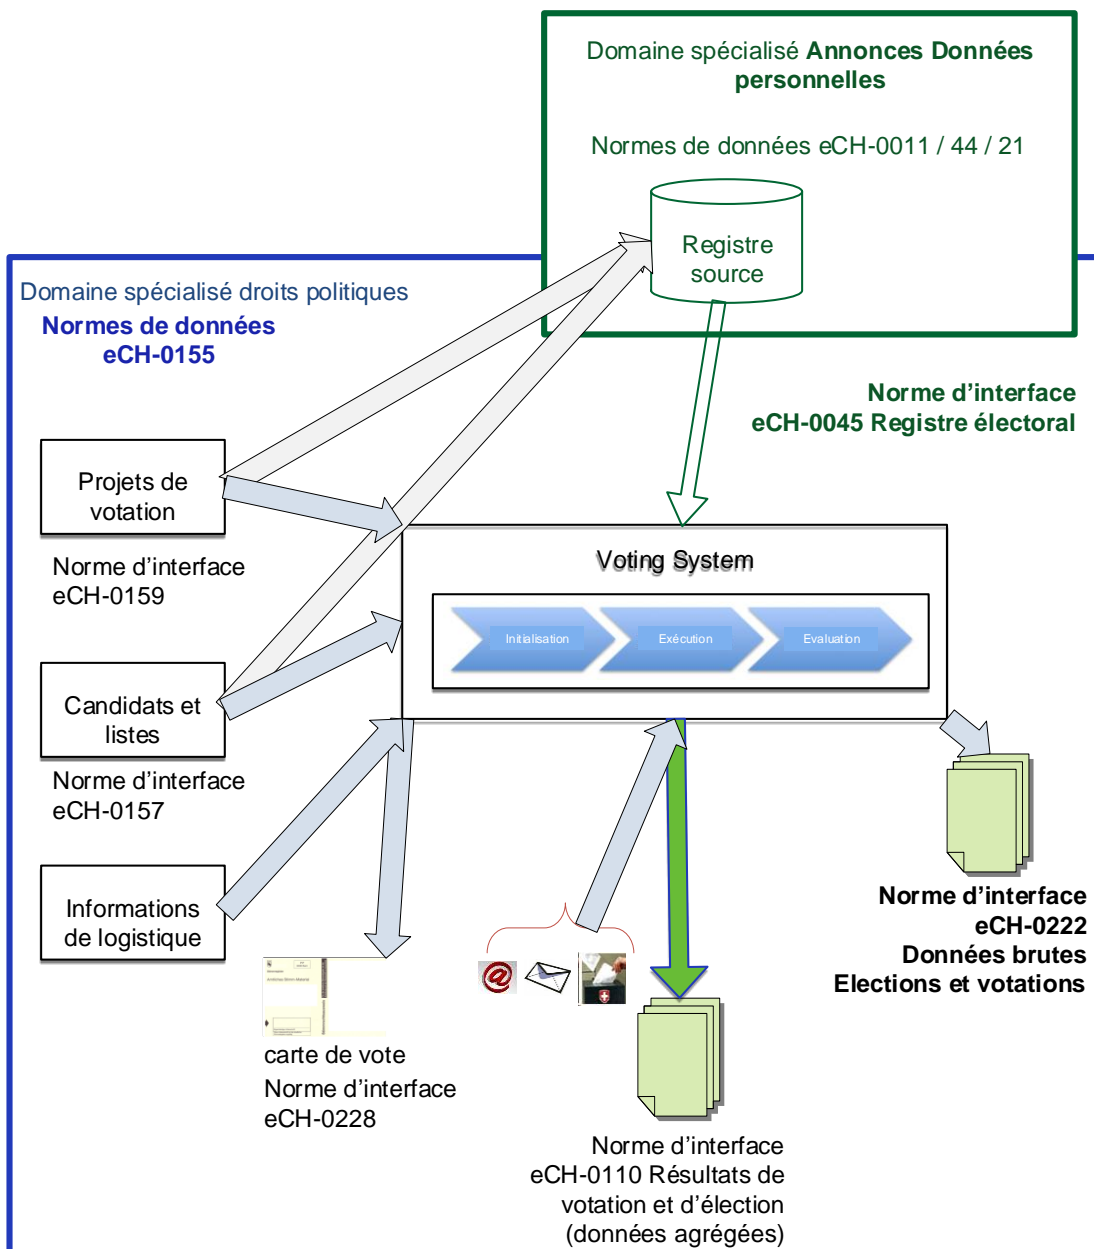 Domaine spécialisé Annonces Données
personnelles
Normes de données eCH-0011 / 44 / 21
Registre
source
Domaine spécialisé droits politiques
Normes de données
eCH-0155
Norme d'interface
eCH-0045 Registre électoral
Projets de
votation
Norme d'interface
eCH-0159
Voting System
Initialisation
Exécution
Evaluation
Candidats et
listes
Norme d'interface
eCH-0157
Informations
de logistique
Norme d'interface
eCH-0222
Données brutes
Elections et votations
@
carte de vote
Norme d'interface
eCH-0228
Norme d'interface
eCH-0110 Résultats de
votation et d'élection
(données agrégées)